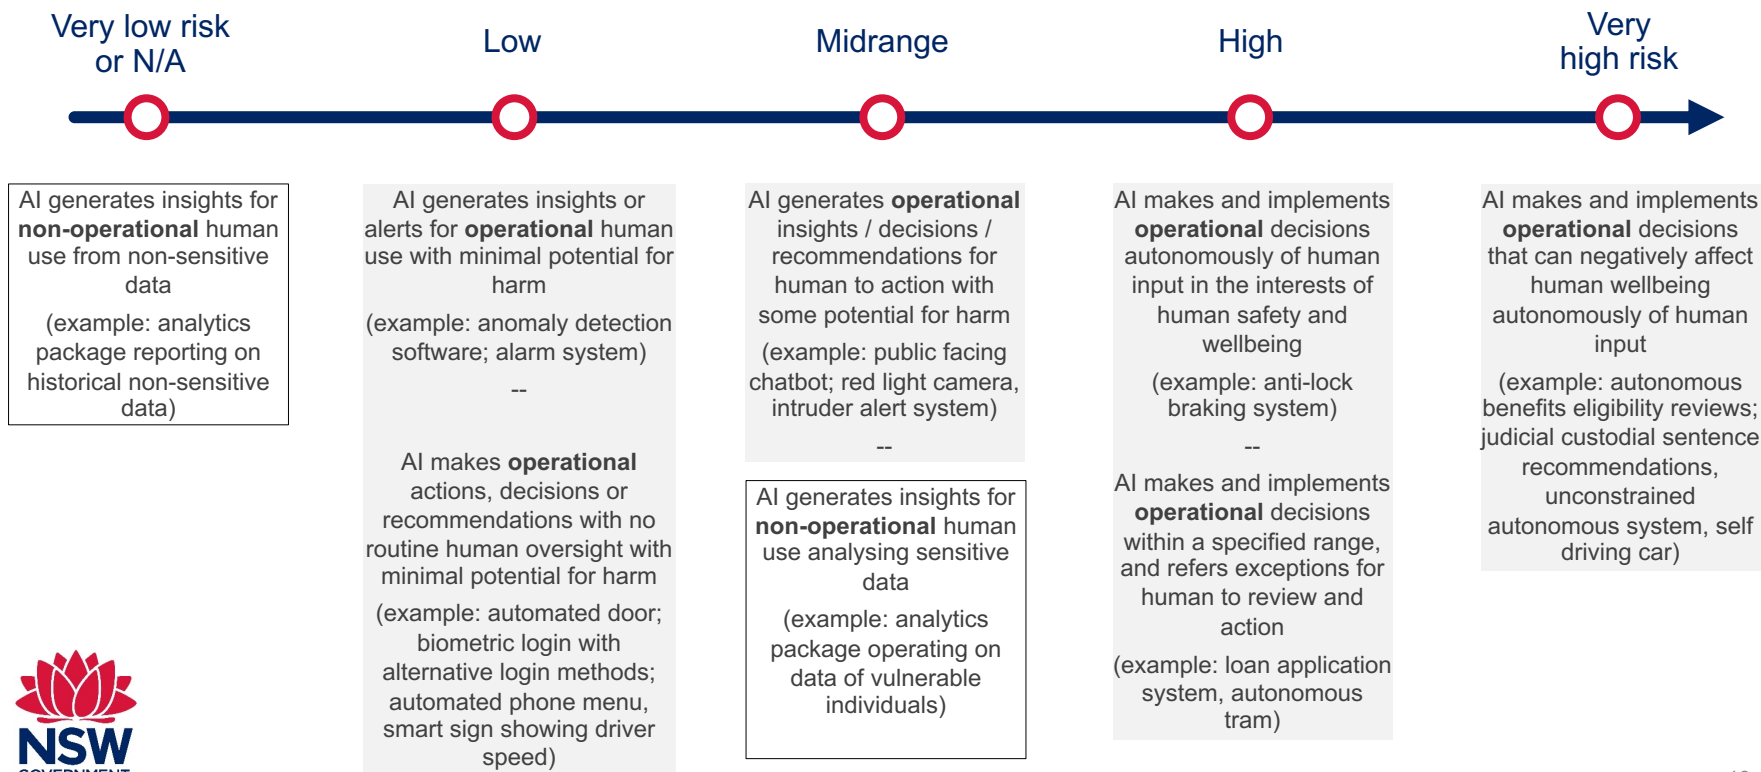 Very low risk
or N/A
Low
Midrange
High
Very
high risk
AI generates insights for
non-operational human
use from non-sensitive
data
(example: analytics
package reporting on
historical non-sensitive
data)
AI generates insights or
alerts for operational human
use with minimal potential for
harm
(example: anomaly detection
software; alarm system)
--
AI makes operational
actions, decisions or
recommendations with no
routine human oversight with
minimal potential for harm
(example: automated door;
biometric login with
alternative login methods;
automated phone menu,
smart sign showing driver
speed)
AI generates operational
insights / decisions /
recommendations for
human to action with
some potential for harm
(example: public facing
chatbot; red light camera,
intruder alert system)
--
AI generates insights for
non-operational human
use analysing sensitive
data
(example: analytics
package operating on
data of vulnerable
individuals)
AI makes and implements
operational decisions
autonomously of human
input in the interests of
human safety and
wellbeing
(example: anti-lock
braking system)
--
AI makes and implements
operational decisions
within a specified range,
and refers exceptions for
human to review and
action
(example: loan application
system, autonomous
tram)
AI makes and implements
operational decisions
that can negatively affect
human wellbeing
autonomously of human
input
(example: autonomous
benefits eligibility reviews;
judicial custodial sentence
recommendations,
unconstrained
autonomous system, self
driving car)
NSW
GOVERNMENT